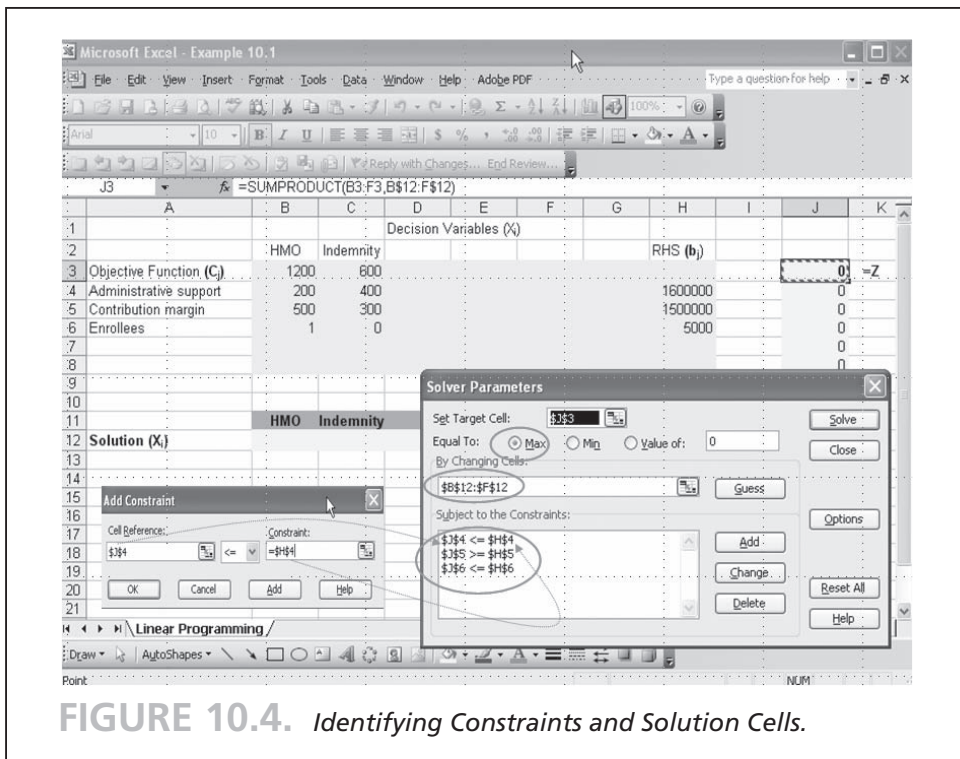 Microsoft Excel - Example 10.1
File Edit View Insert Format Tools Data Window Help Adobe PDF Type a question for help
100%
Arial 10 B I U $ % , A
Reply with Changes... End Review...
J3 fx =SUMPRODUCT(B3:F3,B$12:F$12)
A B C D E F G H I J K
1 Decision Variables (Xi)
2 HMO Indemnity RHS (bj)
3 Objective Function (Cj) 1200 600 0 =Z
4 Administrative support 200 400 1600000 0
5 Contribution margin 500 300 1500000 0
6 Enrollees 1 0 5000 0
7 0
8 0
9
10
11 HMO Indemnity
12 Solution (Xi)
13
14
15
16
17
18
19
20
21
Solver Parameters
Set Target Cell: $J$3 Solve
Equal To: Max Min Value of: 0 Close
By Changing Cells:
$B$12:$F$12 Guess
Subject to the Constraints: Options
$J$4 <= $H$4 Add
$J$5 >= $H$5 Change
$J$6 <= $H$6 Delete
Reset All
Help
Add Constraint
Cell Reference: Constraint:
$J$4 <= =$H$4
OK Cancel Add Help
Linear Programming
Draw AutoShapes A
Point NUM
FIGURE 10.4. Identifying Constraints and Solution Cells.